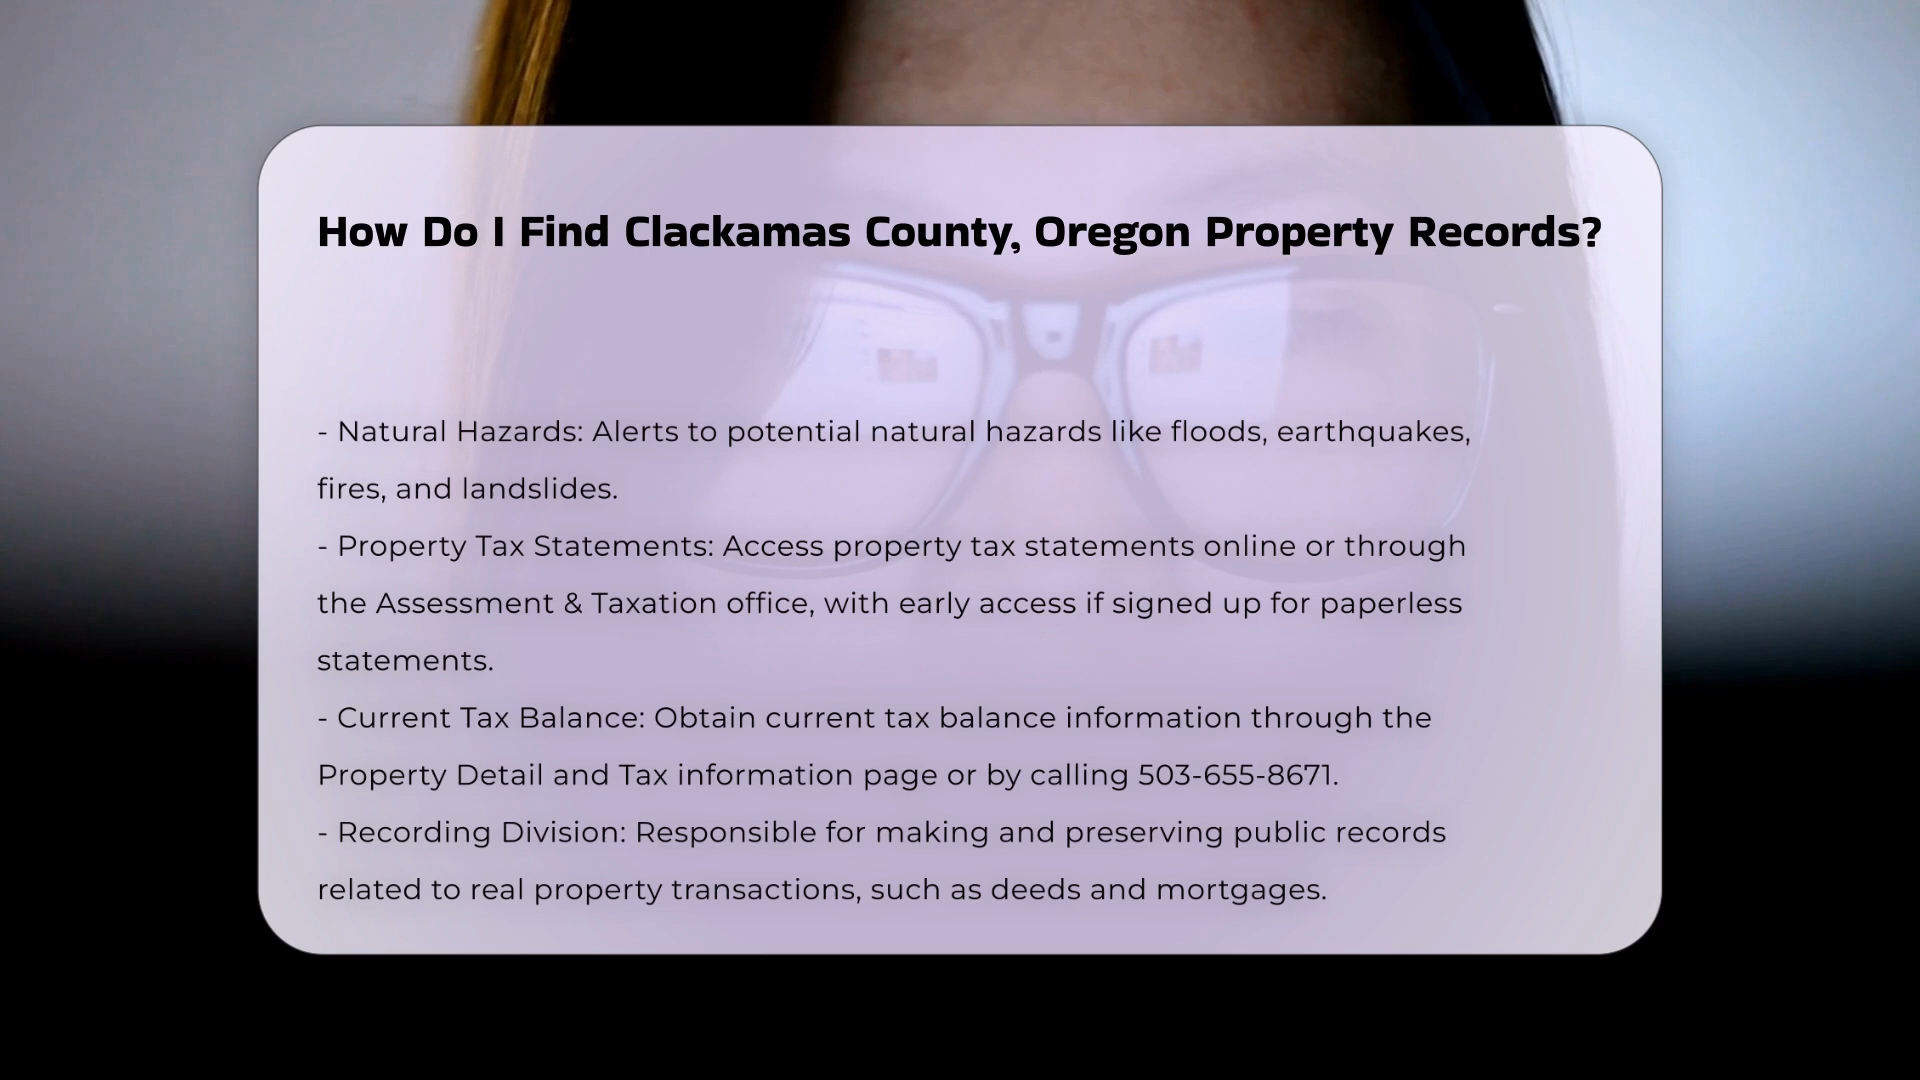 How Do I Find Clackamas County, Oregon Property Records?
- Natural Hazards: Alerts to potential natural hazards like floods, earthquakes,
fires, and landslides.
- Property Tax Statements: Access property tax statements online or through
the Assessment & Taxation office, with early access if signed up for paperless
statements.
- Current Tax Balance: Obtain current tax balance information through the
Property Detail and Tax information page or by calling 503-655-8671.
- Recording Division: Responsible for making and preserving public records
related to real property transactions, such as deeds and mortgages.